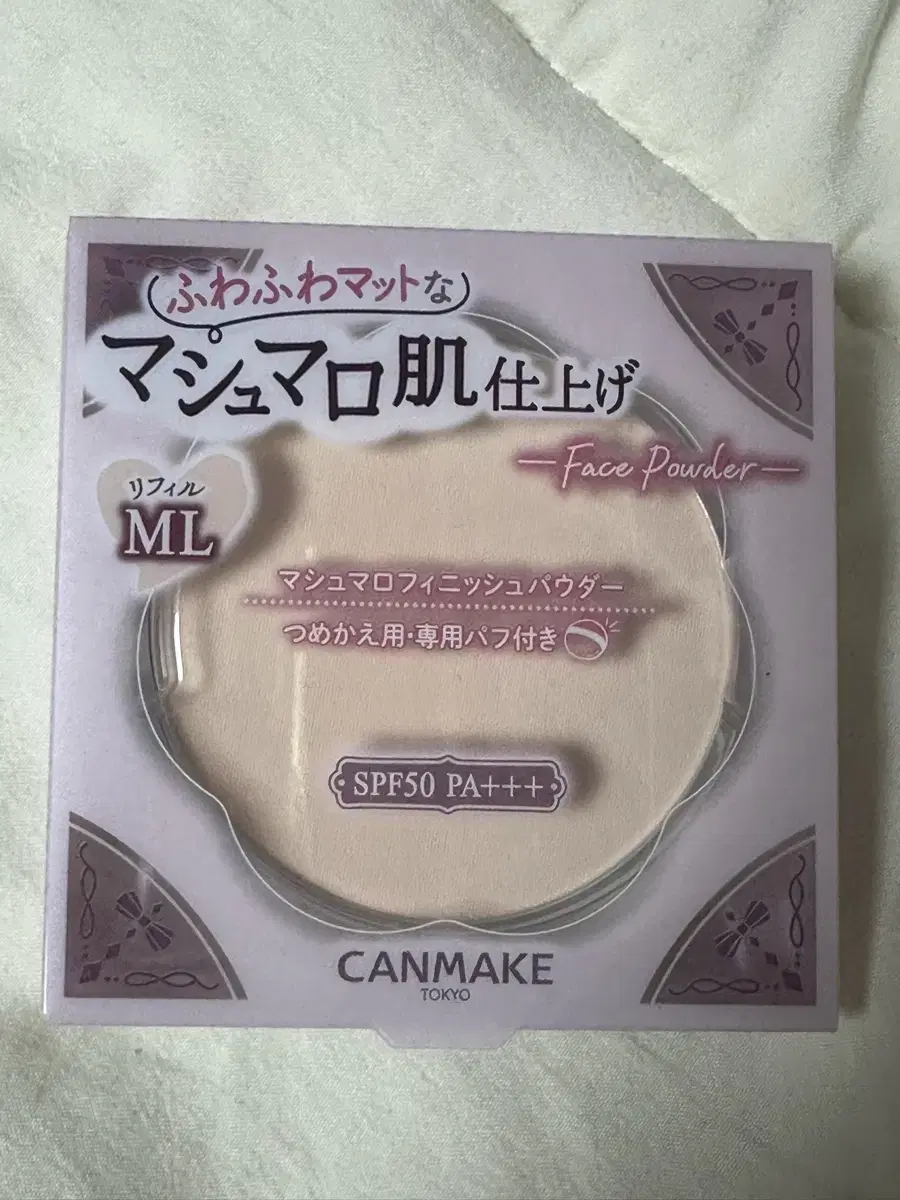 ふわふわマットな
マシュマロ肌仕上げ
Face Powder
リフィル
ML
マシュマロフィニッシュパウダー
つめかえ用・専用パフ付き
SPF50 PA+++
CANMAKE
TOKYO